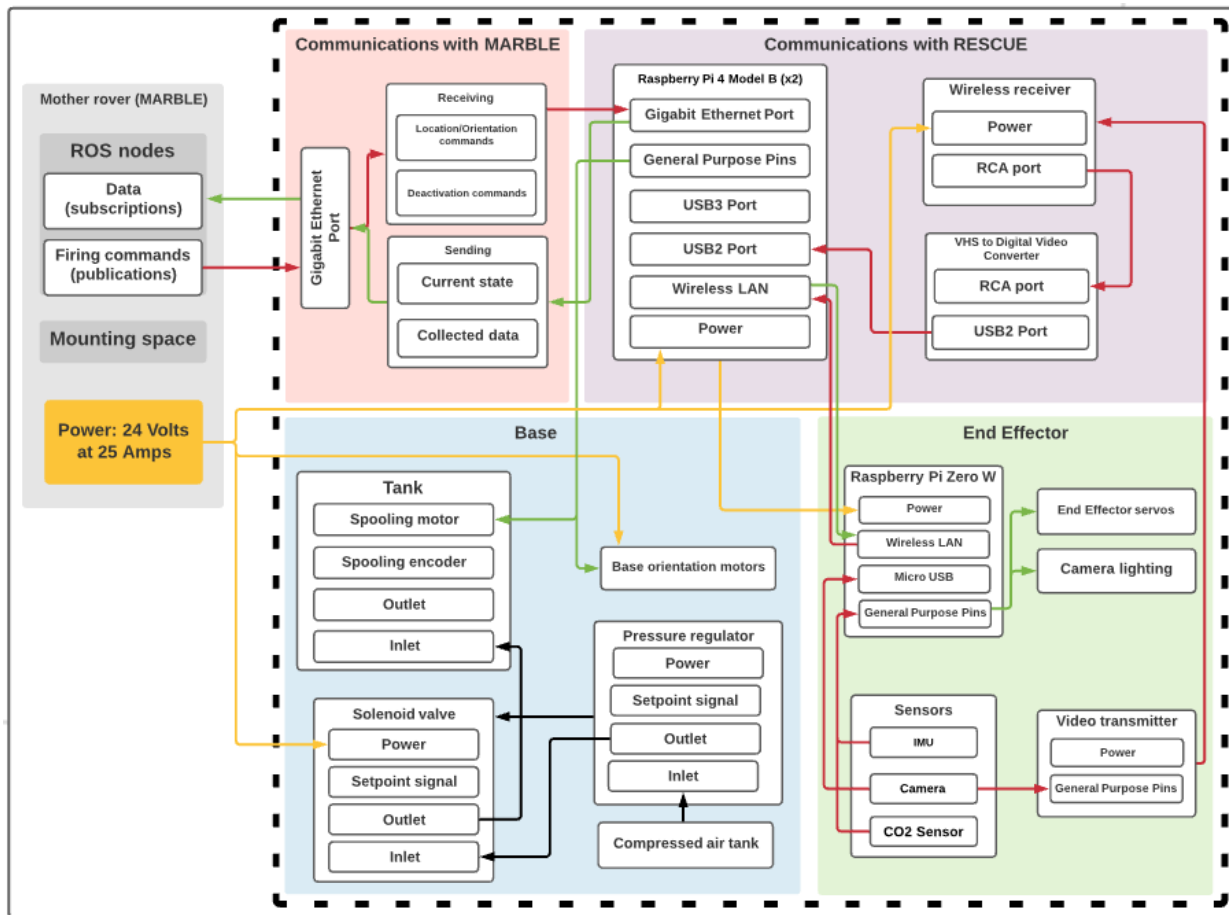 Mother rover (MARBLE)
ROS nodes
Data
(subscriptions)
Firing commands
(publications)
Mounting space
Power: 24 Volts
at 25 Amps
Communications with MARBLE
Gigabit Ethernet
Port
Receiving
Location/Orientation
commands
Deactivation commands
Sending
Current state
Collected data
Communications with RESCUE
Raspberry Pi 4 Model B (x2)
Gigabit Ethernet Port
General Purpose Pins
USB3 Port
USB2 Port
Wireless LAN
Power
Wireless receiver
Power
RCA port
VHS to Digital Video
Converter
RCA port
USB2 Port
Base
Tank
Spooling motor
Spooling encoder
Outlet
Inlet
Base orientation motors
Solenoid valve
Power
Setpoint signal
Outlet
Inlet
Pressure regulator
Power
Setpoint signal
Outlet
Inlet
Compressed air tank
End Effector
Raspberry Pi Zero W
Power
Wireless LAN
Micro USB
General Purpose Pins
End Effector servos
Camera lighting
Sensors
IMU
Camera
CO2 Sensor
Video transmitter
Power
General Purpose Pins